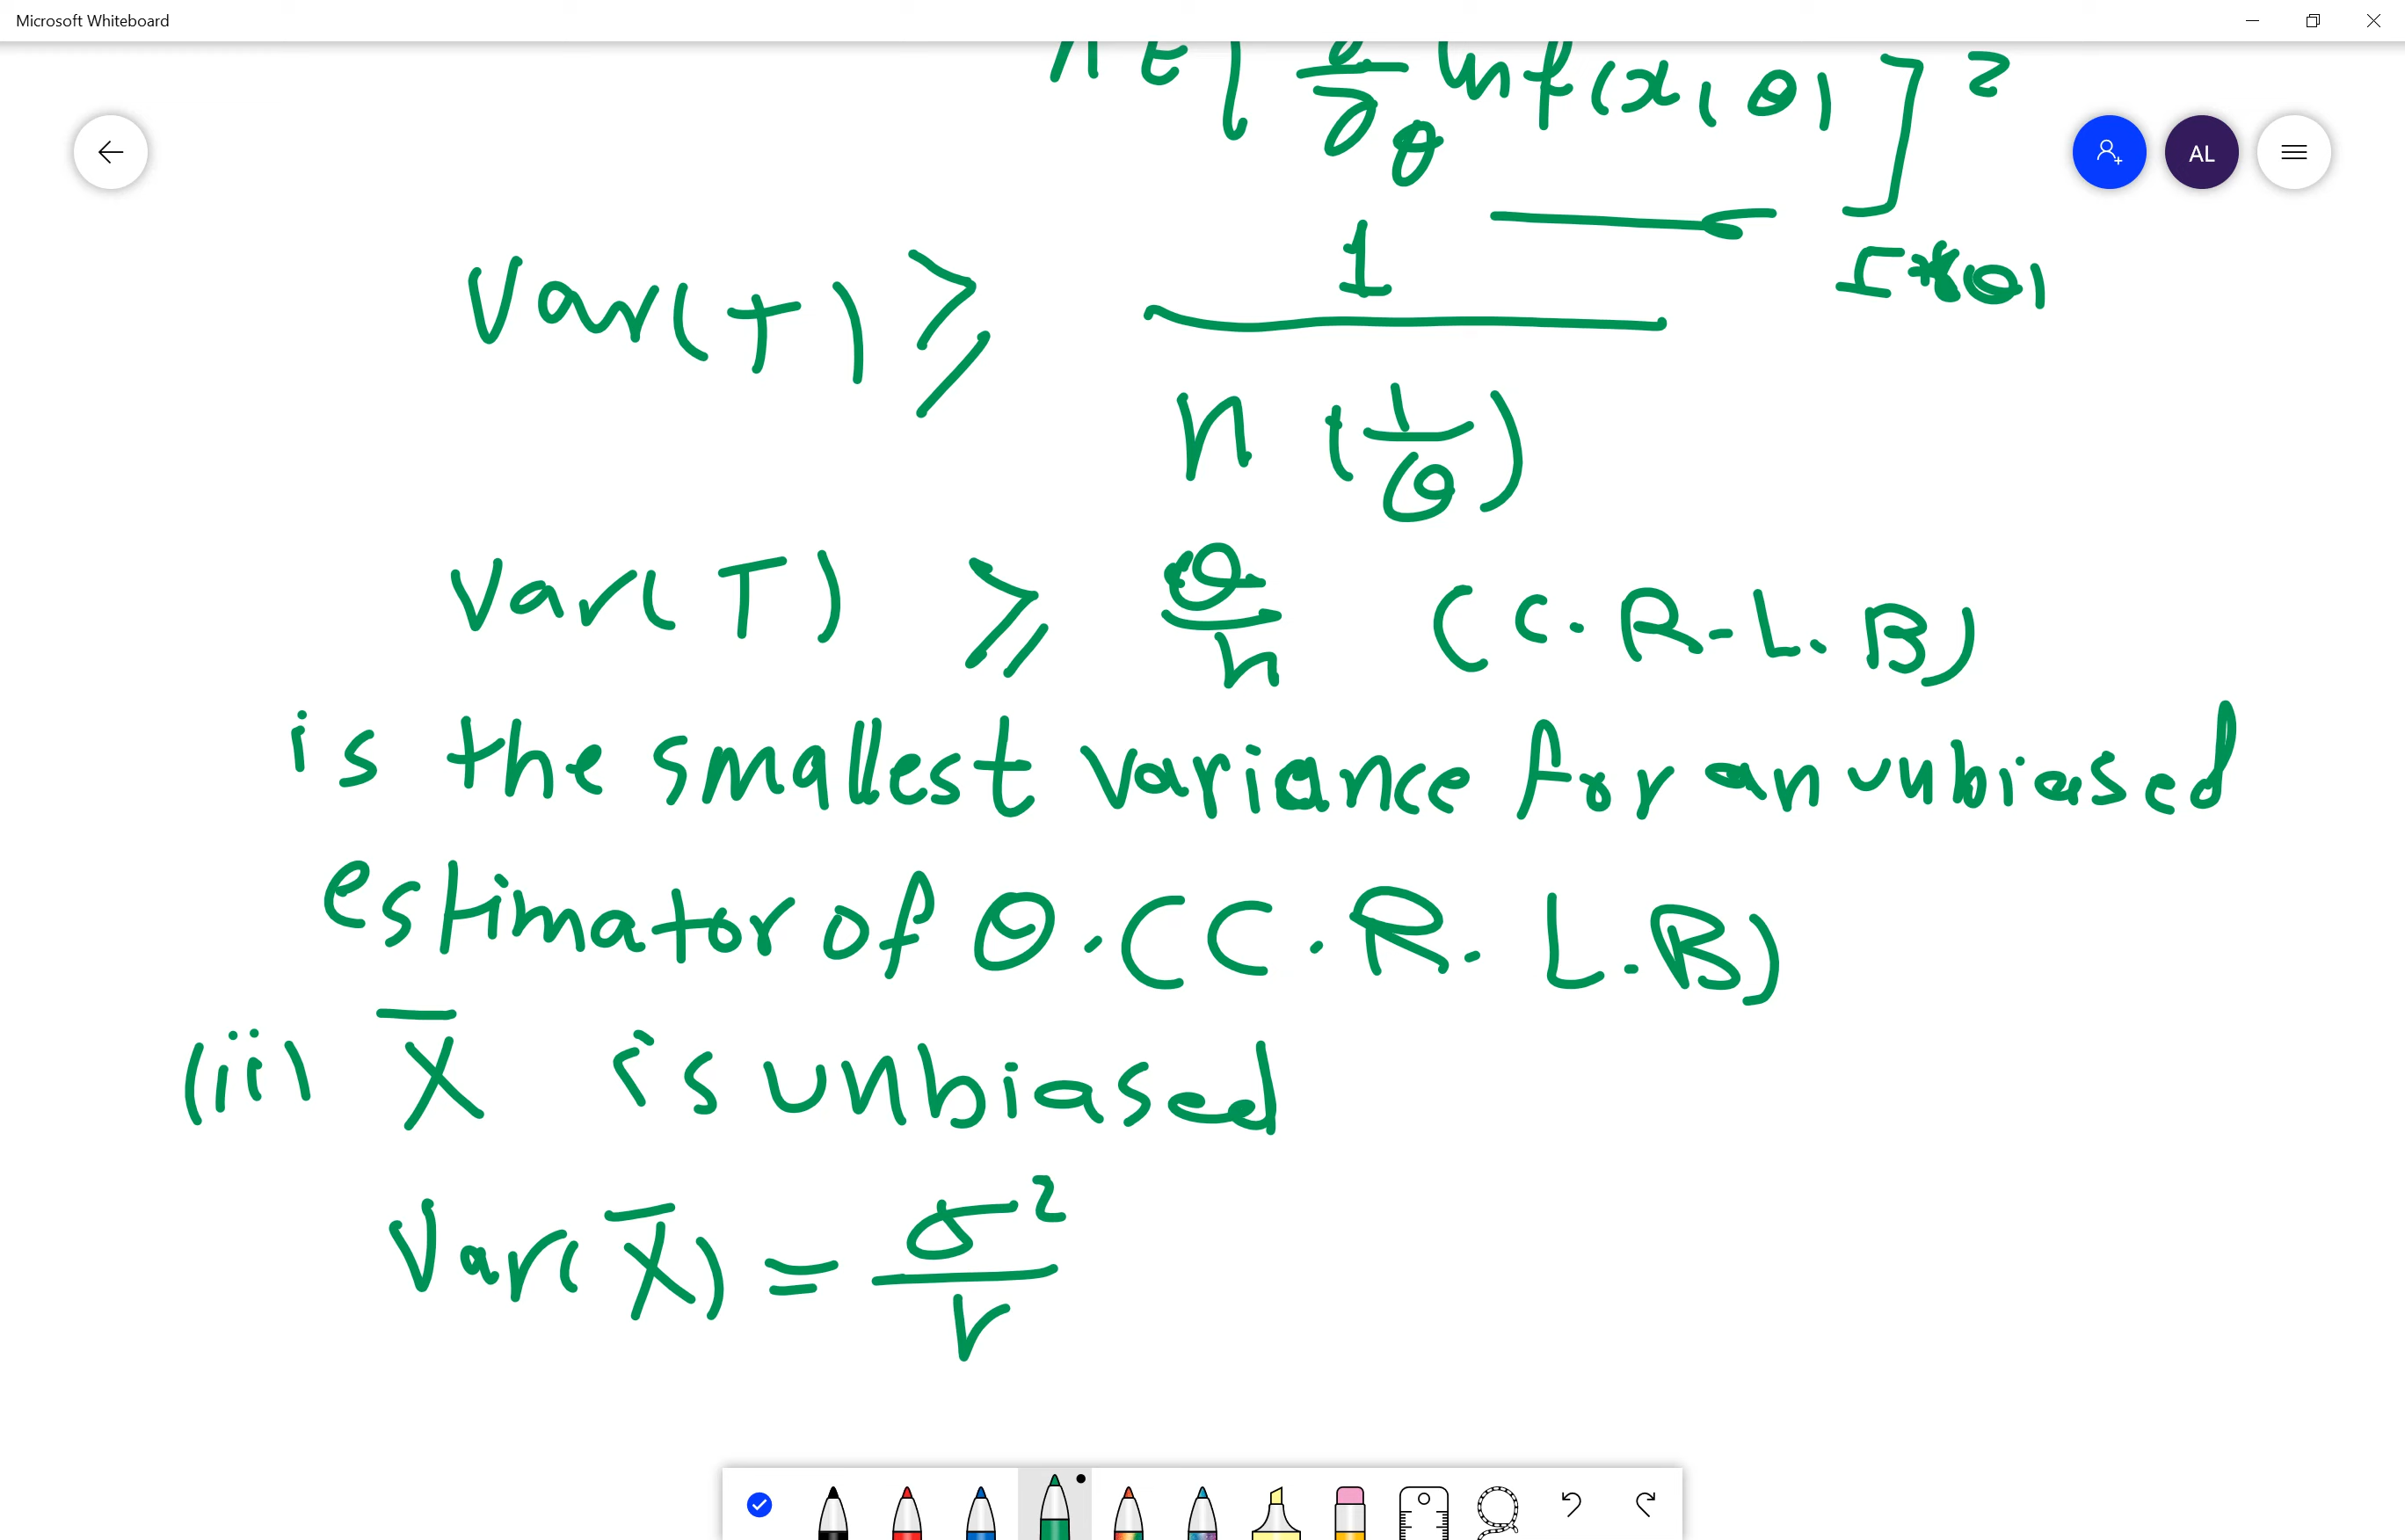 Microsoft Whiteboard
nE[∂/∂θ ln f(x, θ)]²
AL
I*(θ)
Var(T) ≥ 1 / n(1/θ)
Var(T) ≥ θ/n (C.R.L.B)
is the smallest variance for an unbiased
estimator of θ. (C.R.L.B)
(ii) X̄ is unbiased
Var(X̄) = σ²/n